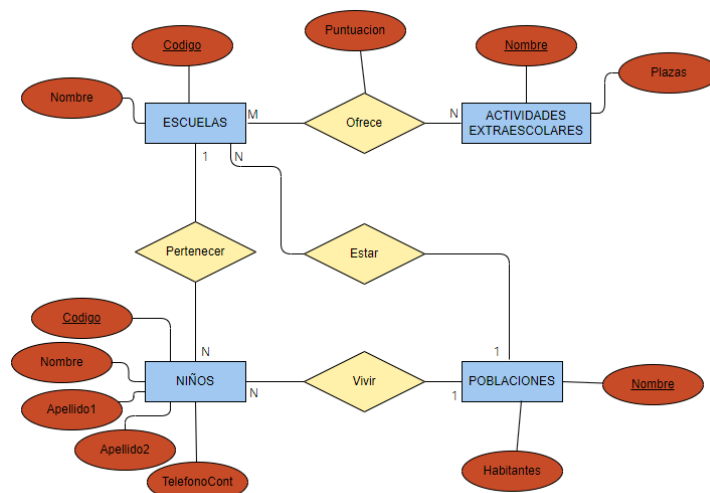 Puntuacion
Codigo
Nombre
Plazas
Nombre
ESCUELAS
M
Ofrece
N
ACTIVIDADES
EXTRAESCOLARES
1
N
Pertenecer
Estar
Codigo
N
1
Nombre
NIÑOS
N
Vivir
1
POBLACIONES
Nombre
Apellido1
Apellido2
Habitantes
TelefonoCont